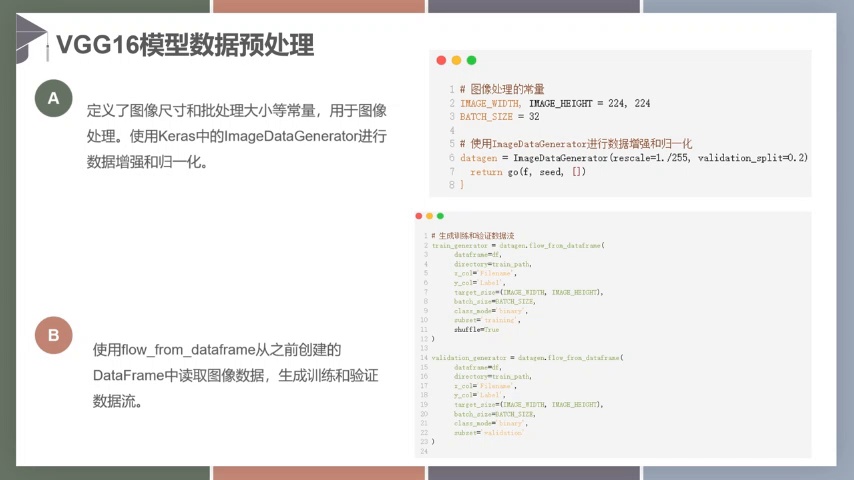 VGG16模型数据预处理
A
定义了图像尺寸和批处理大小等常量，用于图像
处理。使用Keras中的ImageDataGenerator进行
数据增强和归一化。
1 # 图像处理的常量
2 IMAGE_WIDTH, IMAGE_HEIGHT = 224, 224
3 BATCH_SIZE = 32
4
5 # 使用ImageDataGenerator进行数据增强和归一化
6 datagen = ImageDataGenerator(rescale=1./255, validation_split=0.2)
7 return go(f, seed, [])
8 }
B
使用flow_from_dataframe从之前创建的
DataFrame中读取图像数据，生成训练和验证
数据流。
1 # 生成训练和验证数据流
2 train_generator = datagen.flow_from_dataframe(
3 dataframe=df,
4 directory=train_path,
5 x_col='Filename',
6 y_col='Label',
7 target_size=(IMAGE_WIDTH, IMAGE_HEIGHT),
8 batch_size=BATCH_SIZE,
9 class_mode='binary',
10 subset='training',
11 shuffle=True
12 )
13
14 validation_generator = datagen.flow_from_dataframe(
15 dataframe=df,
16 directory=train_path,
17 x_col='Filename',
18 y_col='Label',
19 target_size=(IMAGE_WIDTH, IMAGE_HEIGHT),
20 batch_size=BATCH_SIZE,
21 class_mode='binary',
22 subset='validation'
23 )
24